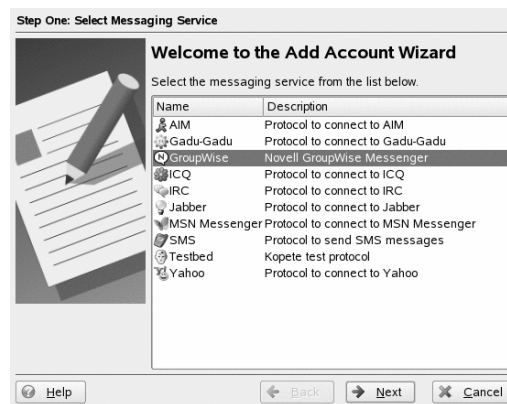 Step One: Select Messaging Service
Welcome to the Add Account Wizard
Select the messaging service from the list below.
Name Description
AIM Protocol to connect to AIM
Gadu-Gadu Protocol to connect to Gadu-Gadu
GroupWise Novell GroupWise Messenger
ICQ Protocol to connect to ICQ
IRC Protocol to connect to IRC
Jabber Protocol to connect to Jabber
MSN Messenger Protocol to connect to MSN Messenger
SMS Protocol to send SMS messages
Testbed Kopete test protocol
Yahoo Protocol to connect to Yahoo
Help Back Next Cancel